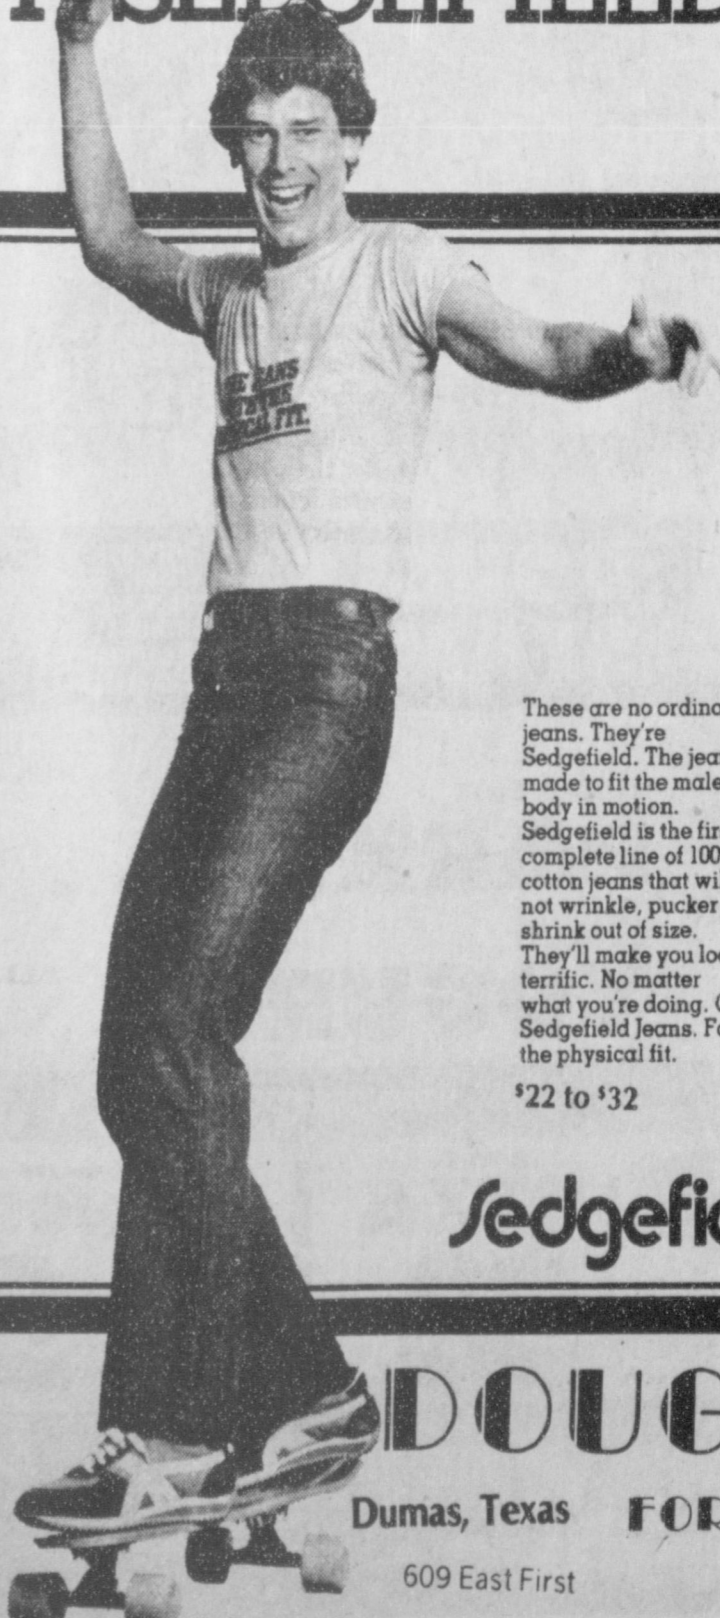 SEDGEFIELD
These are no ordina
jeans. They're
Sedgefield. The jea
made to fit the male
body in motion.
Sedgefield is the fir
complete line of 100
cotton jeans that wi
not wrinkle, pucker
shrink out of size.
They'll make you loo
terrific. No matter
what you're doing.
Sedgefield Jeans. Fo
the physical fit.
$22 to $32
Sedgefie
DOUG
Dumas, Texas FOR
609 East First